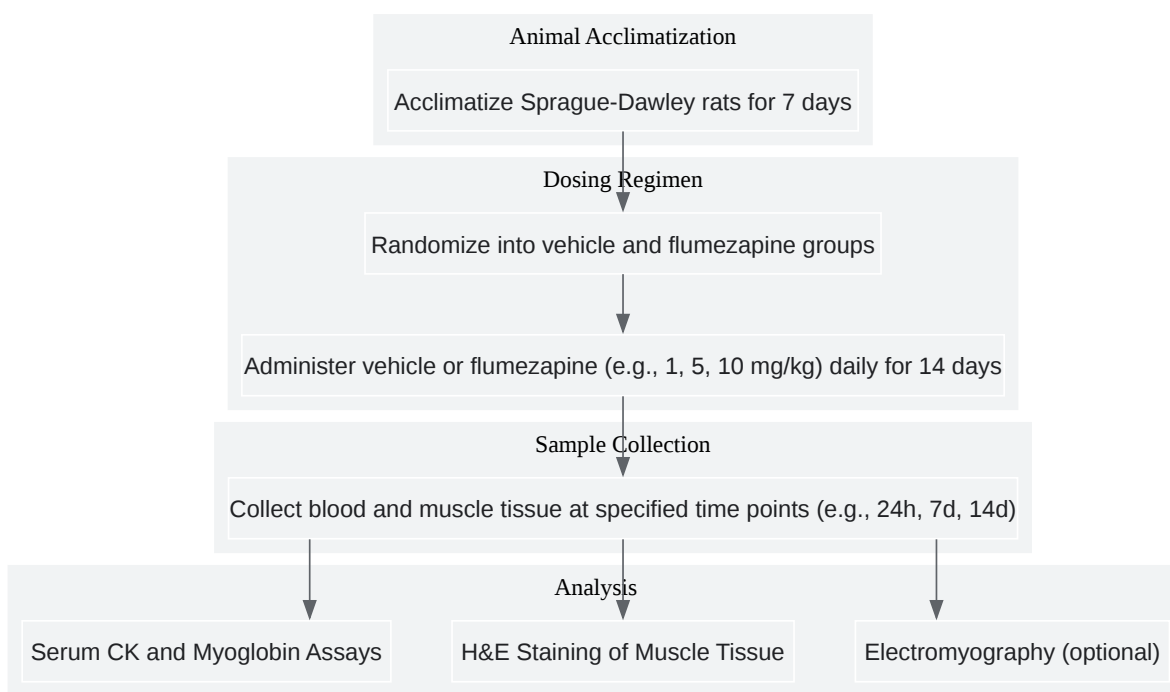 Animal Acclimatization
Acclimatize Sprague-Dawley rats for 7 days
Dosing Regimen
Randomize into vehicle and flumezapine groups
Administer vehicle or flumezapine (e.g., 1, 5, 10 mg/kg) daily for 14 days
Sample Collection
Collect blood and muscle tissue at specified time points (e.g., 24h, 7d, 14d)
Analysis
Serum CK and Myoglobin Assays
H&E Staining of Muscle Tissue
Electromyography (optional)